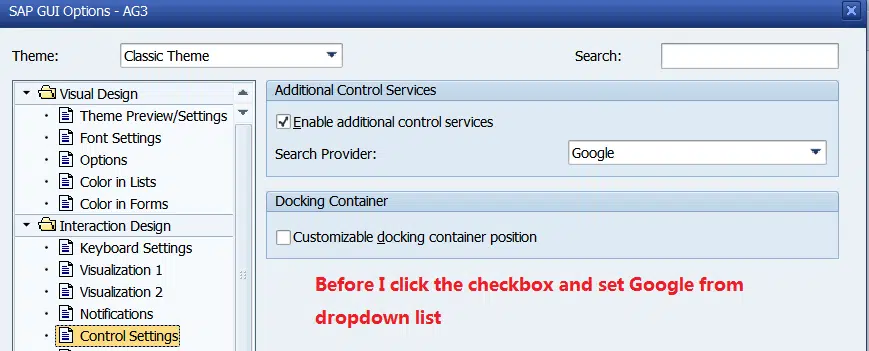 SAP GUI Options - AG3
Theme:
Classic Theme
Search:
Visual Design
Theme Preview/Settings
Font Settings
Options
Color in Lists
Color in Forms
Interaction Design
Keyboard Settings
Visualization 1
Visualization 2
Notifications
Control Settings
Additional Control Services
Enable additional control services
Search Provider:
Google
Docking Container
Customizable docking container position
Before I click the checkbox and set Google from
dropdown list